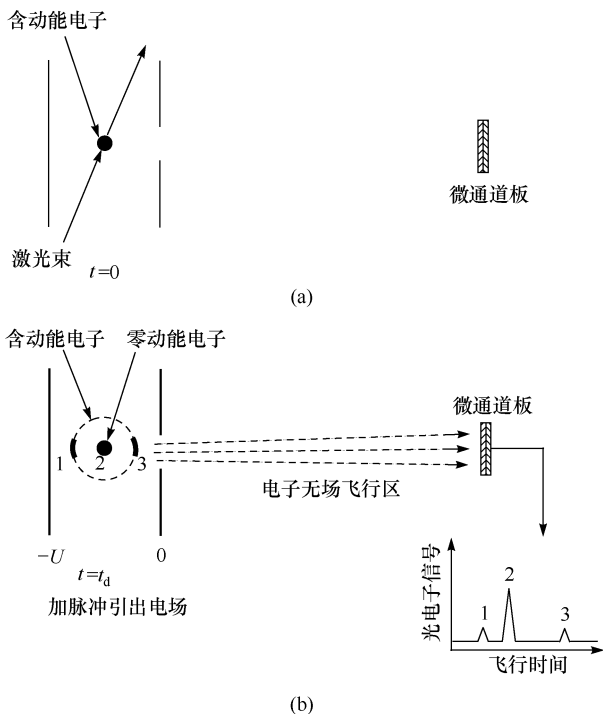 含动能电子
微通道板
激光束
t=0
(a)
含动能电子 零动能电子
微通道板
1 2 3
电子无场飞行区
−U 0
t=td
加脉冲引出电场
光电子信号
1 2 3
飞行时间
(b)